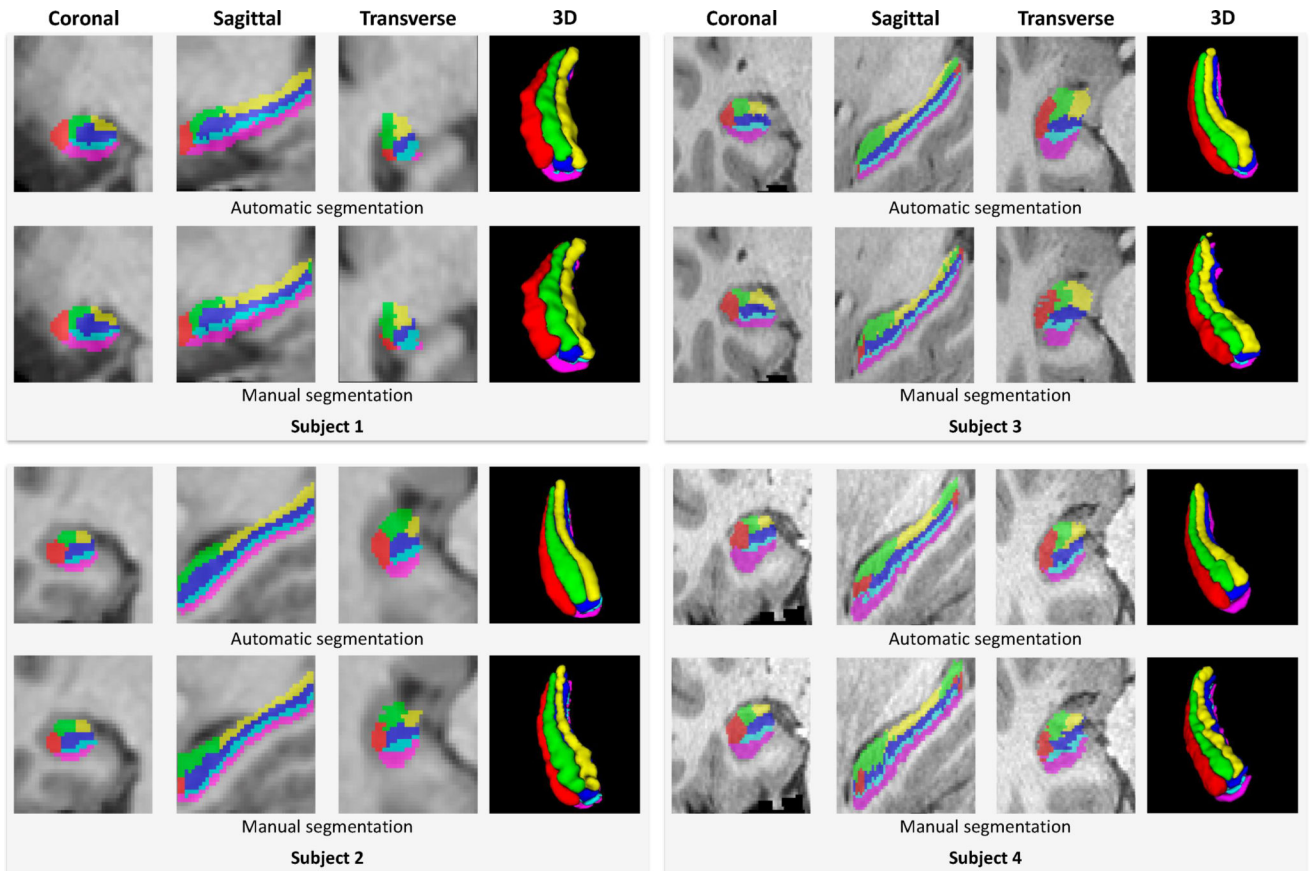 Coronal Sagittal Transverse 3D
Coronal Sagittal Transverse 3D
Automatic segmentation
Manual segmentation
Subject 1
Automatic segmentation
Manual segmentation
Subject 3
Automatic segmentation
Manual segmentation
Subject 2
Automatic segmentation
Manual segmentation
Subject 4